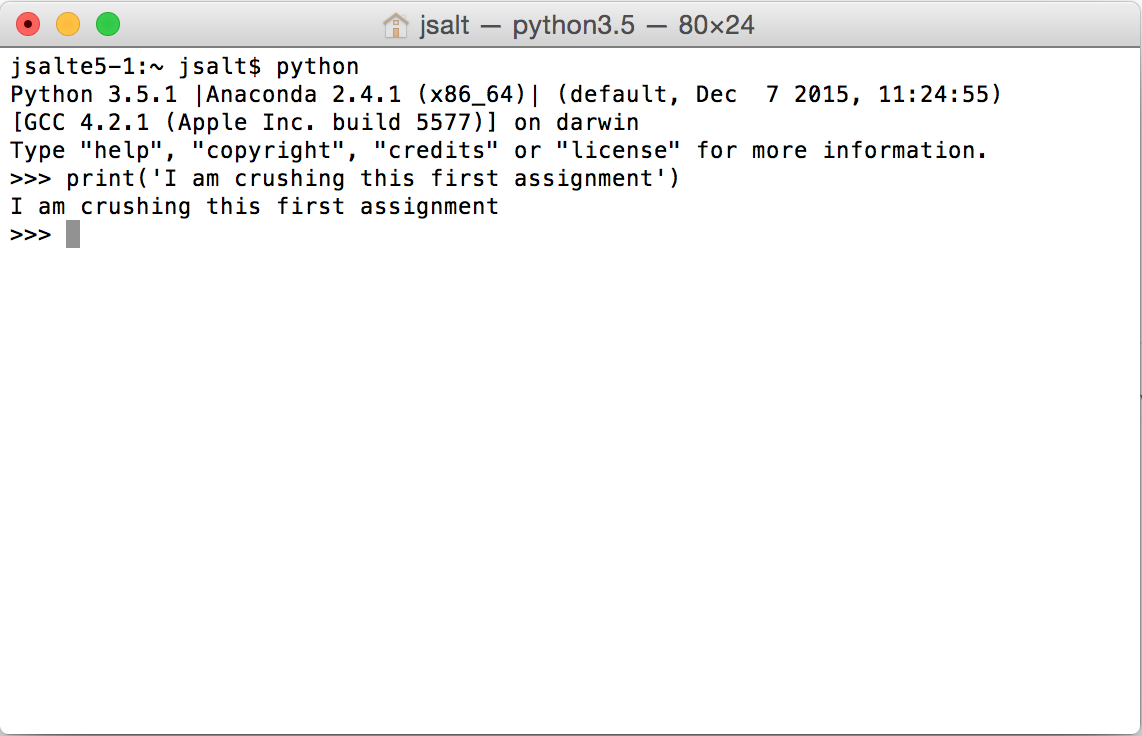 jsalt — python3.5 — 80×24
jsalte5-1:~ jsalt$ python
Python 3.5.1 |Anaconda 2.4.1 (x86_64)| (default, Dec  7 2015, 11:24:55)
[GCC 4.2.1 (Apple Inc. build 5577)] on darwin
Type "help", "copyright", "credits" or "license" for more information.
>>> print('I am crushing this first assignment')
I am crushing this first assignment
>>>